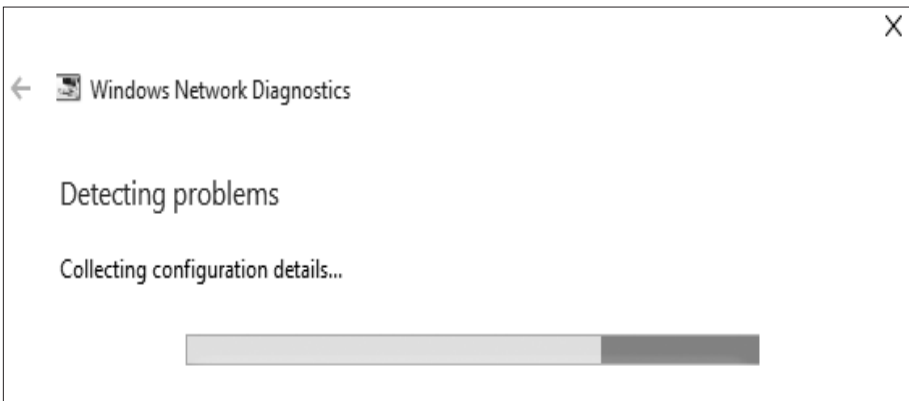 X
Windows Network Diagnostics
Detecting problems
Collecting configuration details...